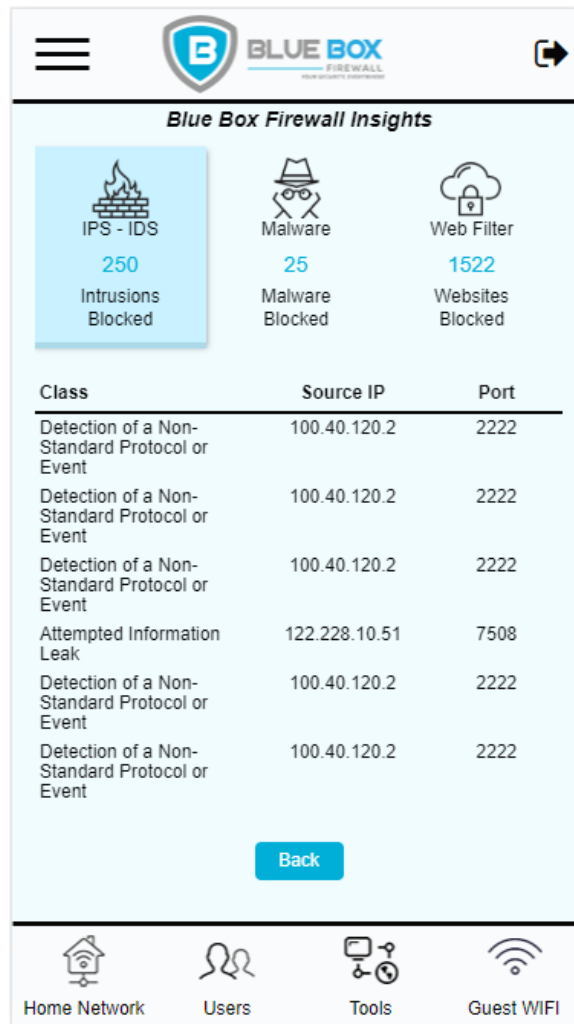 B
BLUE BOX
FIREWALL
YOUR SECURITY EVERYWHERE
Blue Box Firewall Insights
IPS - IDS
250
Intrusions
Blocked
Malware
25
Malware
Blocked
Web Filter
1522
Websites
Blocked
Class Source IP Port
Detection of a Non- 100.40.120.2 2222
Standard Protocol or
Event
Detection of a Non- 100.40.120.2 2222
Standard Protocol or
Event
Detection of a Non- 100.40.120.2 2222
Standard Protocol or
Event
Attempted Information 122.228.10.51 7508
Leak
Detection of a Non- 100.40.120.2 2222
Standard Protocol or
Event
Detection of a Non- 100.40.120.2 2222
Standard Protocol or
Event
Back
Home Network Users Tools Guest WIFI